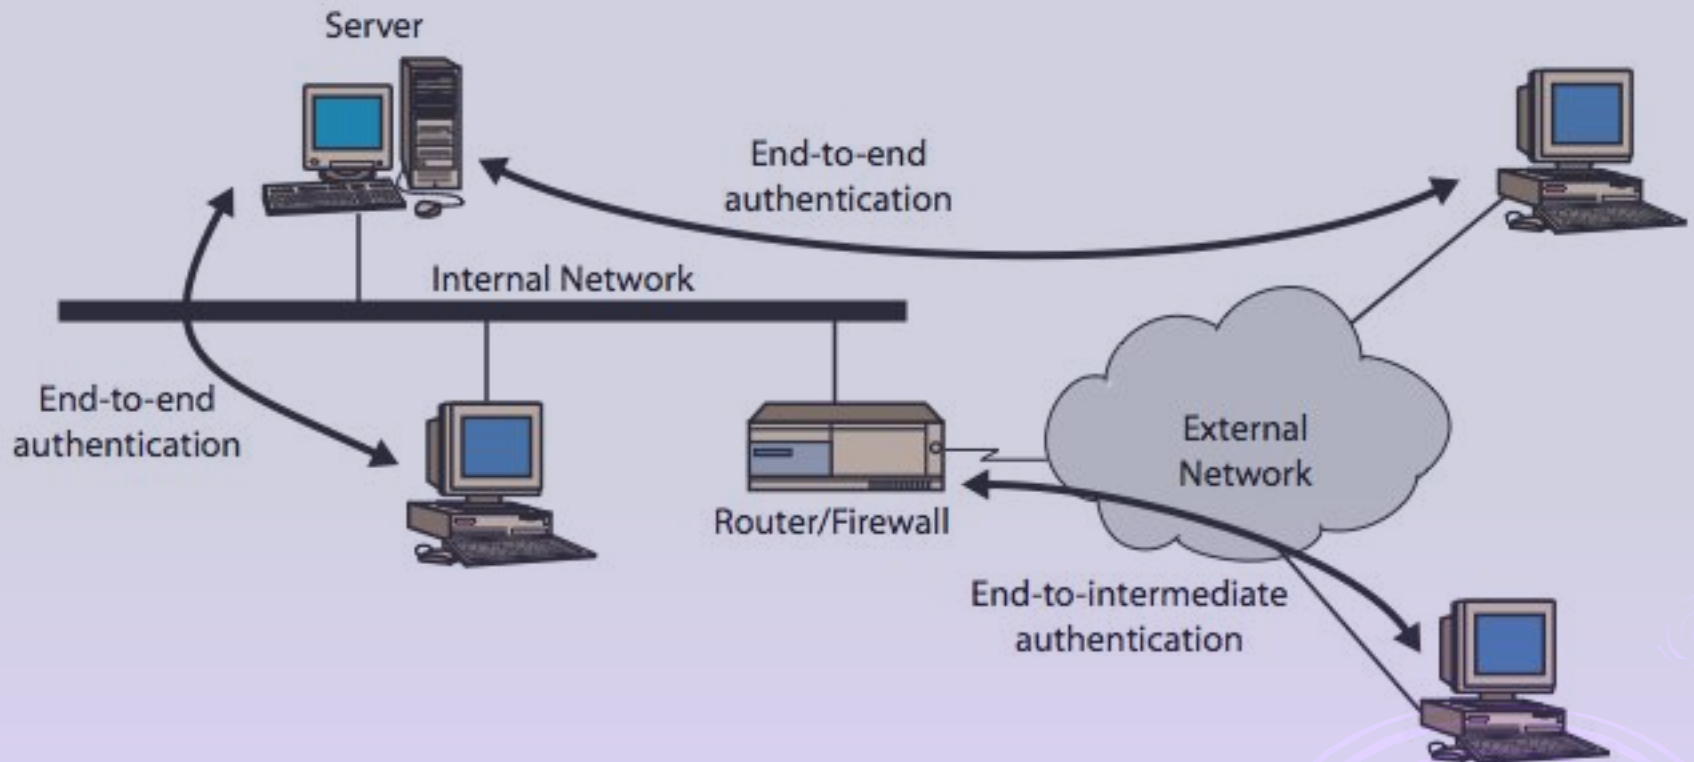 Server
End-to-end
authentication
Internal Network
End-to-end
authentication
External
Network
Router/Firewall
End-to-intermediate
authentication